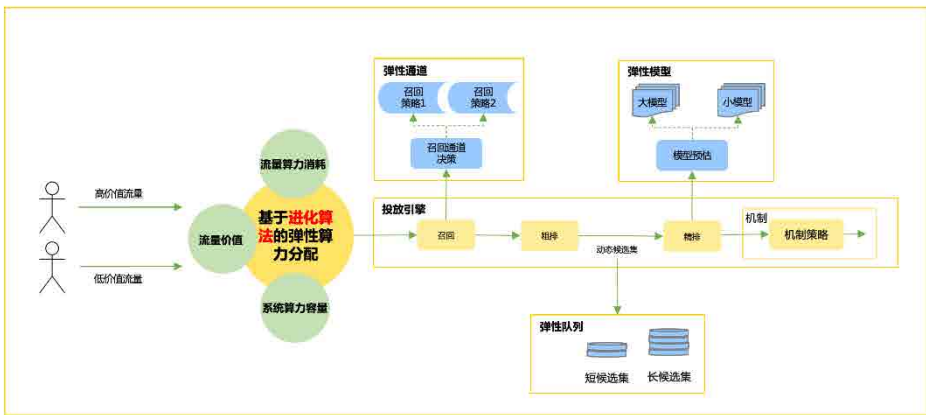 弹性通道
召回
策略1
召回
策略2
召回通道
决策
弹性模型
大模型
小模型
模型预估
流量算力消耗
高价值流量
流量价值
低价值流量
基于进化算
法的弹性算
力分配
系统算力容量
投放引擎
召回
粗排
动态候选集
精排
机制
机制策略
弹性队列
短候选集
长候选集